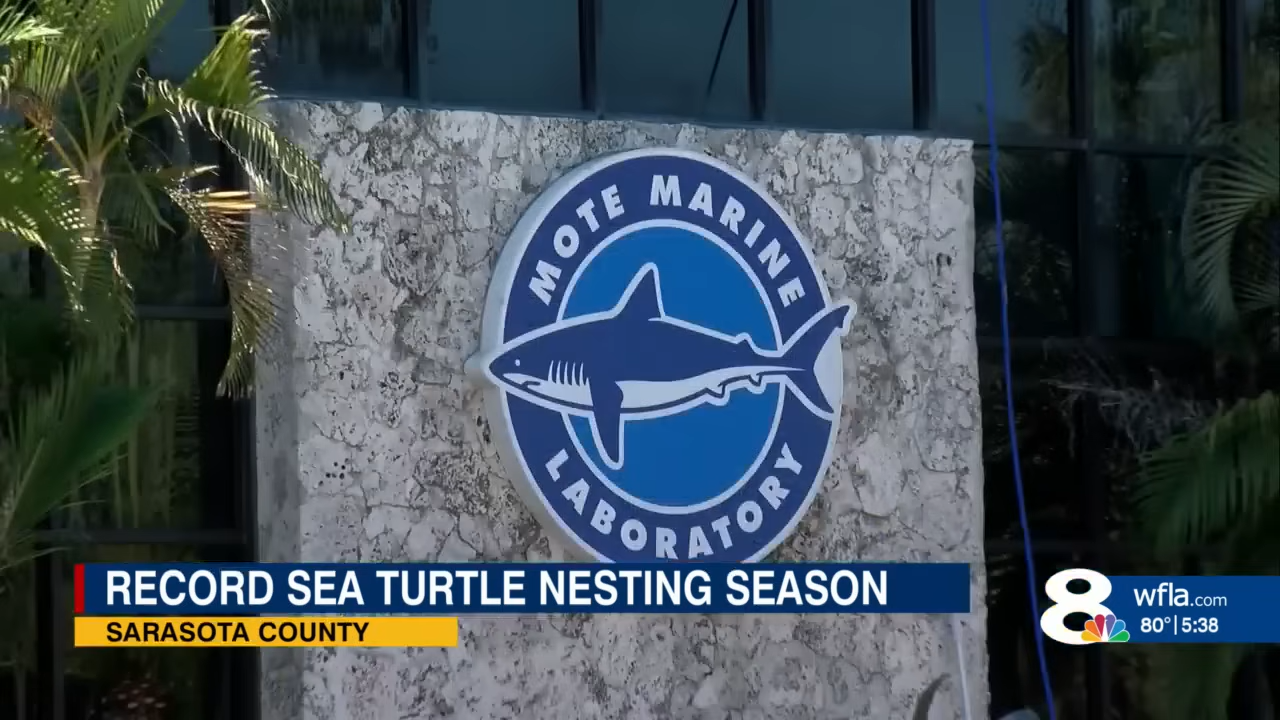 MOTE MARINE
LABORATORY
RECORD SEA TURTLE NESTING SEASON
SARASOTA COUNTY
8
wfla.com
80° | 5:38